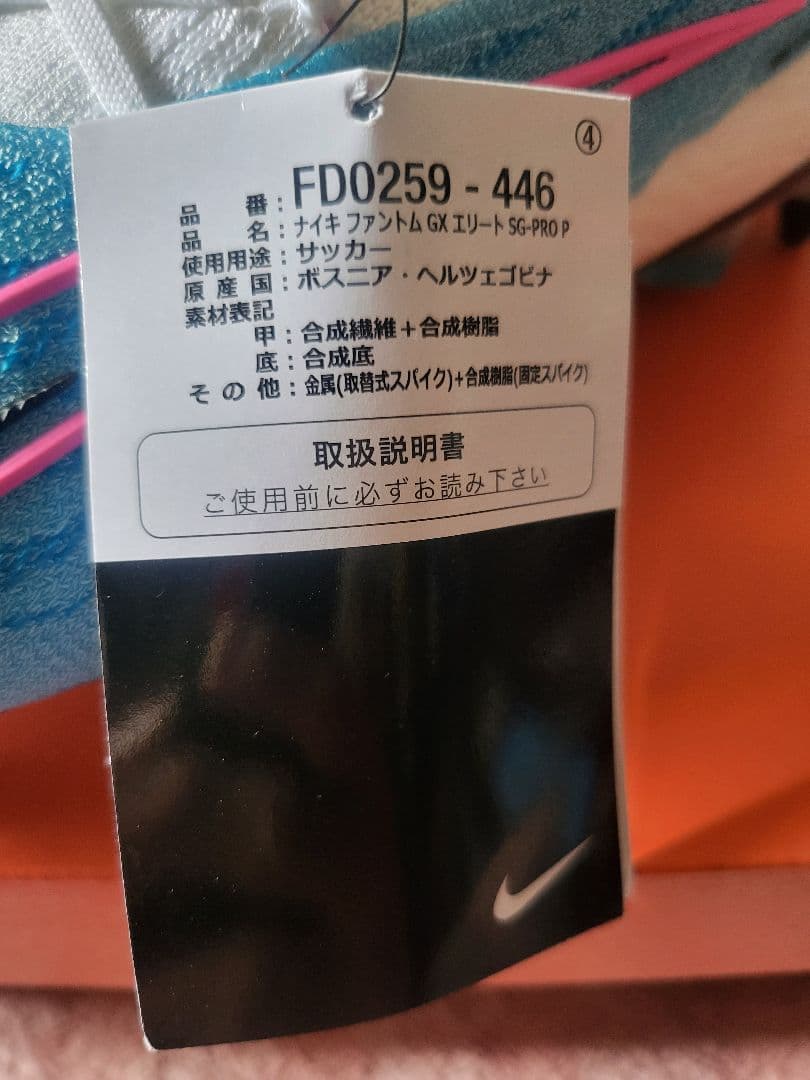 ④
品番：FD0259 - 446
品名：ナイキ ファントム GX エリート SG-PRO P
使用用途：サッカー
原産国：ボスニア・ヘルツェゴビナ
素材表記
甲：合成繊維＋合成樹脂
底：合成底
その他：金属(取替式スパイク)+合成樹脂(固定スパイク)
取扱説明書
ご使用前に必ずお読み下さい